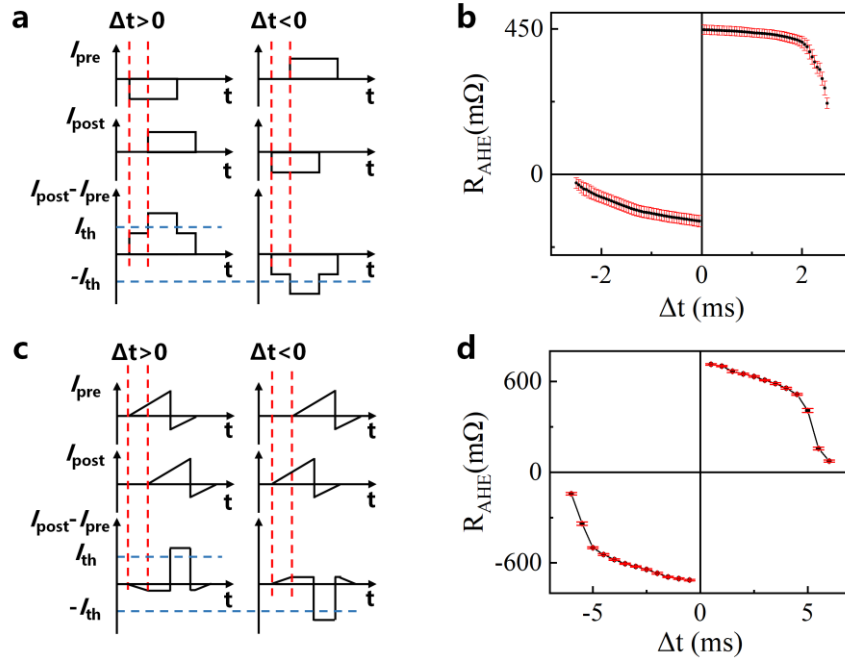 a
Δt>0
Δt<0
I_pre
t
t
I_post
t
t
I_post-I_pre
I_th
t
t
-I_th
b
R_AHE(mΩ)
450
0
-2
0
2
Δt (ms)
c
Δt>0
Δt<0
I_pre
t
t
I_post
t
t
I_post-I_pre
I_th
t
t
-I_th
d
R_AHE(mΩ)
600
0
-600
-5
0
5
Δt (ms)